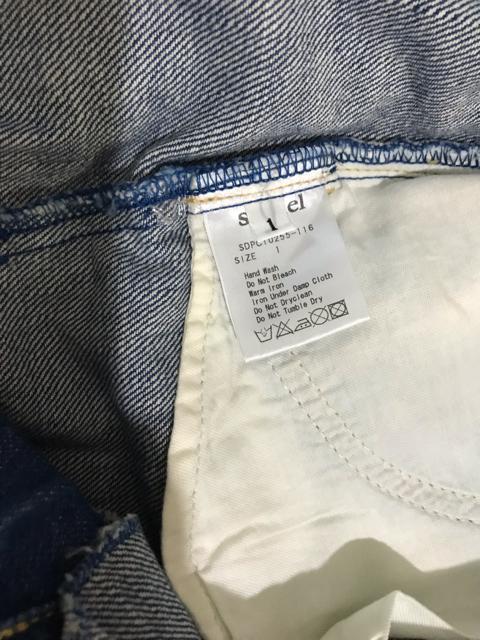 s el
1
SDPC10255-116
SIZE 1
Hand Wash
Do Not Bleach
Warm Iron
Iron Under Damp Cloth
Do Not Dryclean
Do Not Tumble Dry